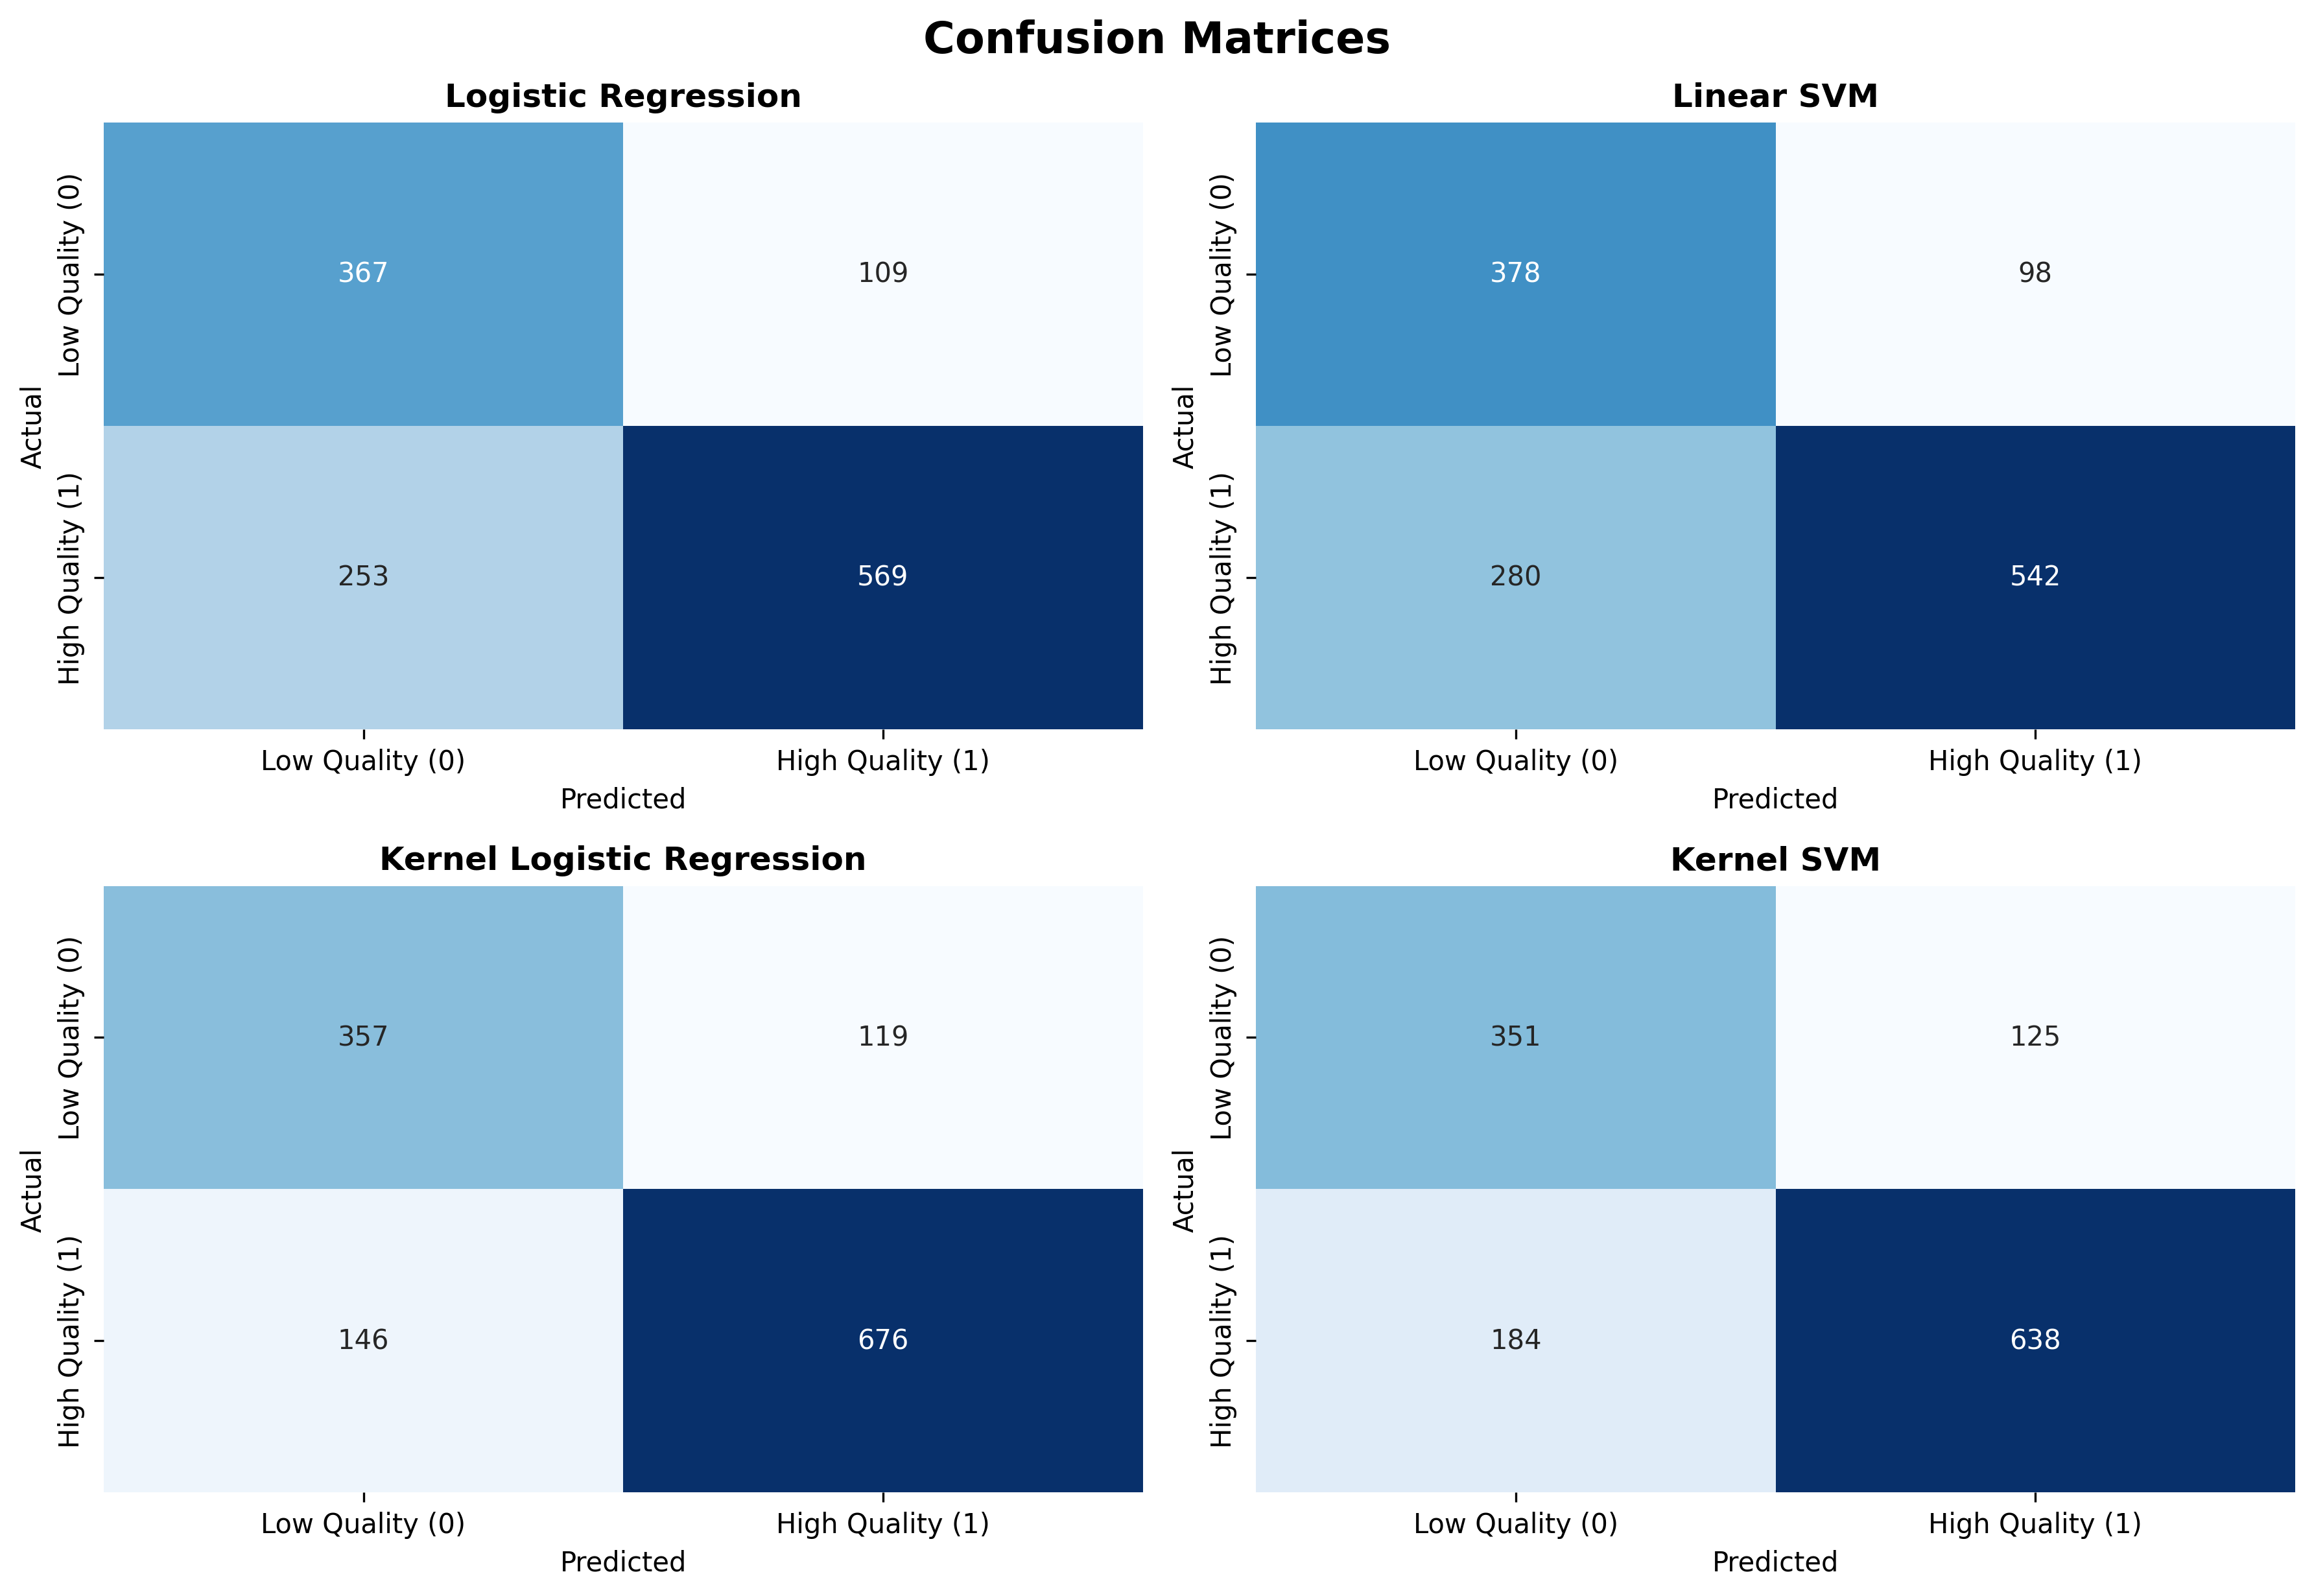 Confusion Matrices
Logistic Regression
Actual
Low Quality (0)
High Quality (1)
367
109
253
569
Low Quality (0)
High Quality (1)
Predicted
Linear SVM
Actual
Low Quality (0)
High Quality (1)
378
98
280
542
Low Quality (0)
High Quality (1)
Predicted
Kernel Logistic Regression
Actual
Low Quality (0)
High Quality (1)
357
119
146
676
Low Quality (0)
High Quality (1)
Predicted
Kernel SVM
Actual
Low Quality (0)
High Quality (1)
351
125
184
638
Low Quality (0)
High Quality (1)
Predicted